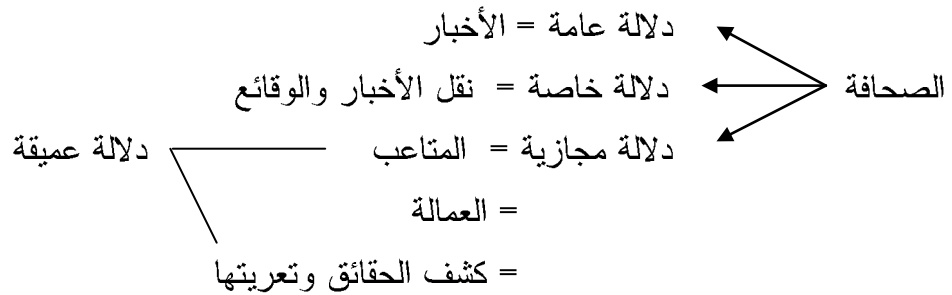 دلالة عامة = الأخبار
الصحافة دلالة خاصة = نقل الأخبار والوقائع
دلالة مجازية = المتاعب دلالة عميقة
= العمالة
= كشف الحقائق وتعريتها